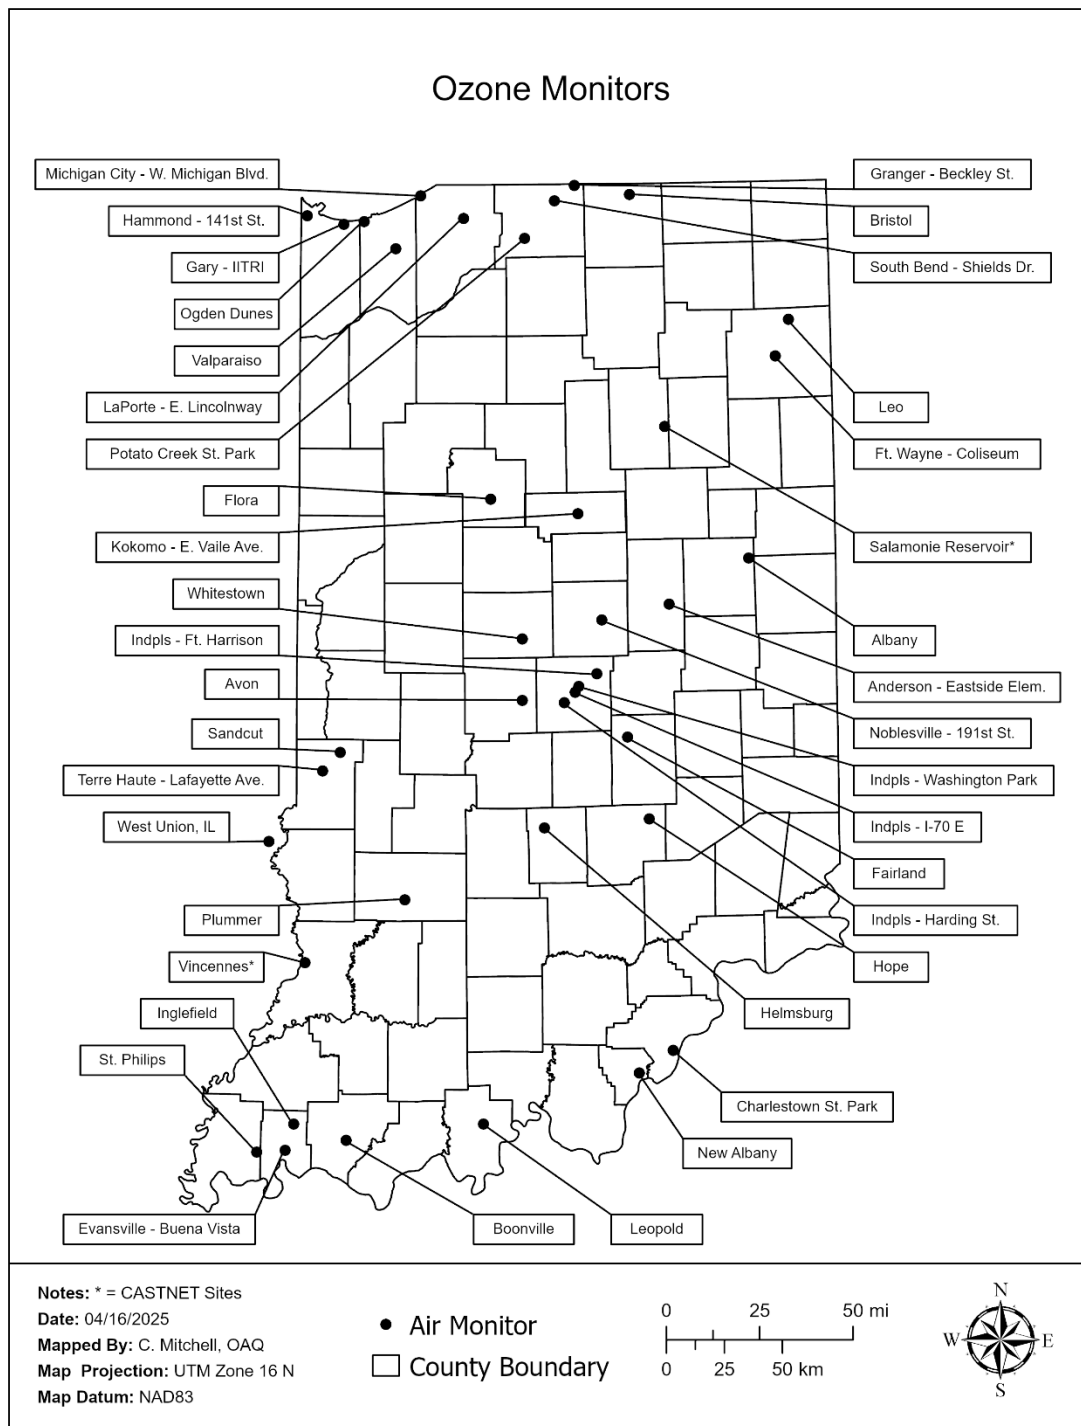 Ozone Monitors
Michigan City - W. Michigan Blvd.
Granger - Beckley St.
Hammond - 141st St.
Bristol
Gary - IITRI
South Bend - Shields Dr.
Ogden Dunes
Valparaiso
LaPorte - E. Lincolnway
Leo
Potato Creek St. Park
Ft. Wayne - Coliseum
Flora
Kokomo - E. Vaile Ave.
Salamonie Reservoir*
Whitestown
Indpls - Ft. Harrison
Albany
Avon
Anderson - Eastside Elem.
Sandcut
Noblesville - 191st St.
Terre Haute - Lafayette Ave.
Indpls - Washington Park
West Union, IL
Indpls - I-70 E
Fairland
Plummer
Indpls - Harding St.
Vincennes*
Hope
Inglefield
Helmsburg
St. Philips
Charlestown St. Park
New Albany
Evansville - Buena Vista
Boonville
Leopold
Notes: * = CASTNET Sites
Date: 04/16/2025
Mapped By: C. Mitchell, OAQ
Map Projection: UTM Zone 16 N
Map Datum: NAD83
Air Monitor
County Boundary
0 25 50 mi
0 25 50 km
N
W E
S